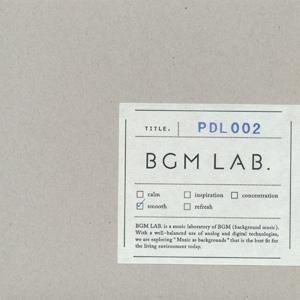 TITLE. PDL002
BGM LAB.
calm inspiration concentration
smooth refresh
BGM LAB. is a music laboratory of BGM (background music).
With a well-balanced use of analog and digital technologies,
we are exploring "Music as backgrounds" that is the best fit for
the living environment today.